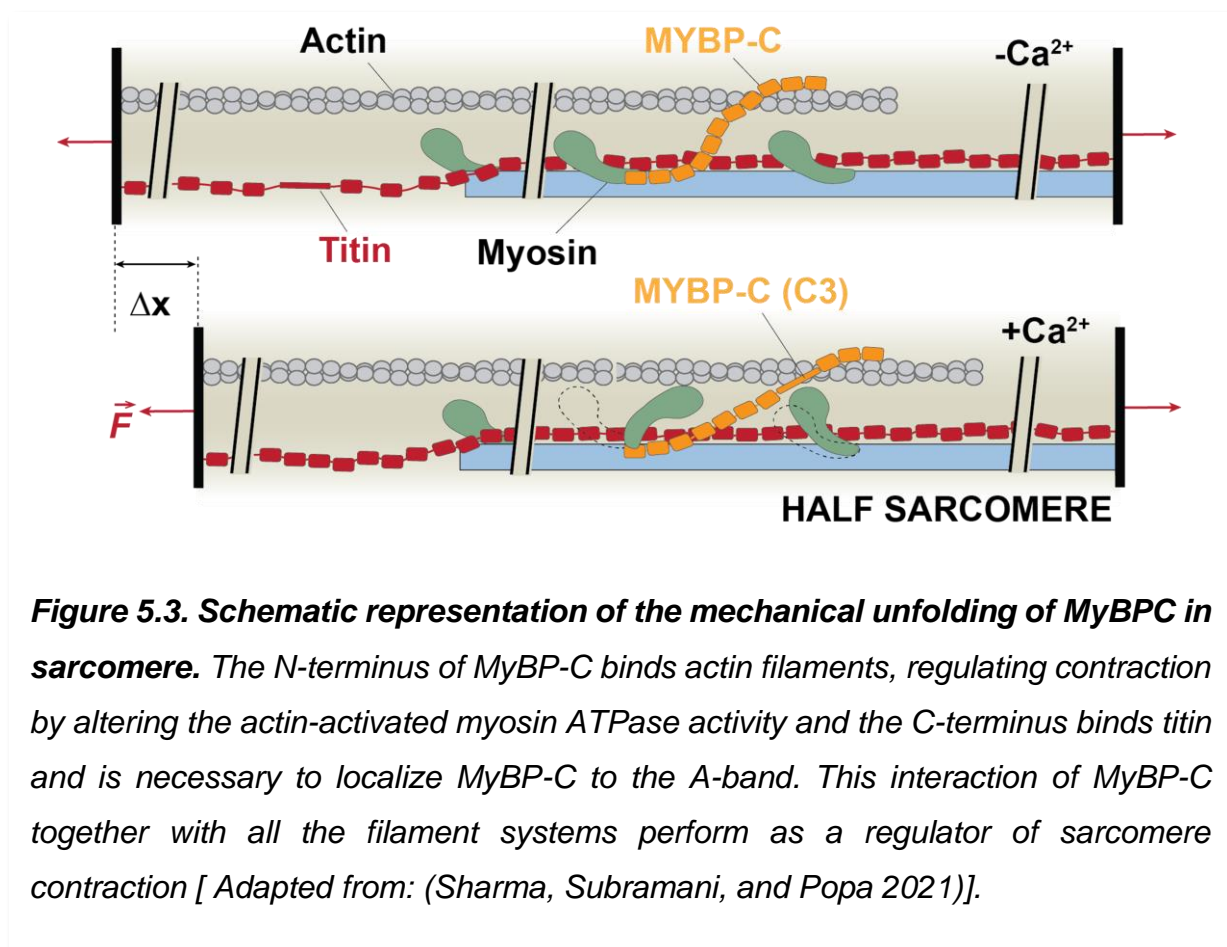 Actin
MYBP-C
-Ca²⁺
Titin
Myosin
Δx
MYBP-C (C3)
+Ca²⁺
F
HALF SARCOMERE
Figure 5.3. Schematic representation of the mechanical unfolding of MyBPC in
sarcomere. The N-terminus of MyBP-C binds actin filaments, regulating contraction
by altering the actin-activated myosin ATPase activity and the C-terminus binds titin
and is necessary to localize MyBP-C to the A-band. This interaction of MyBP-C
together with all the filament systems perform as a regulator of sarcomere
contraction [ Adapted from: (Sharma, Subramani, and Popa 2021)].